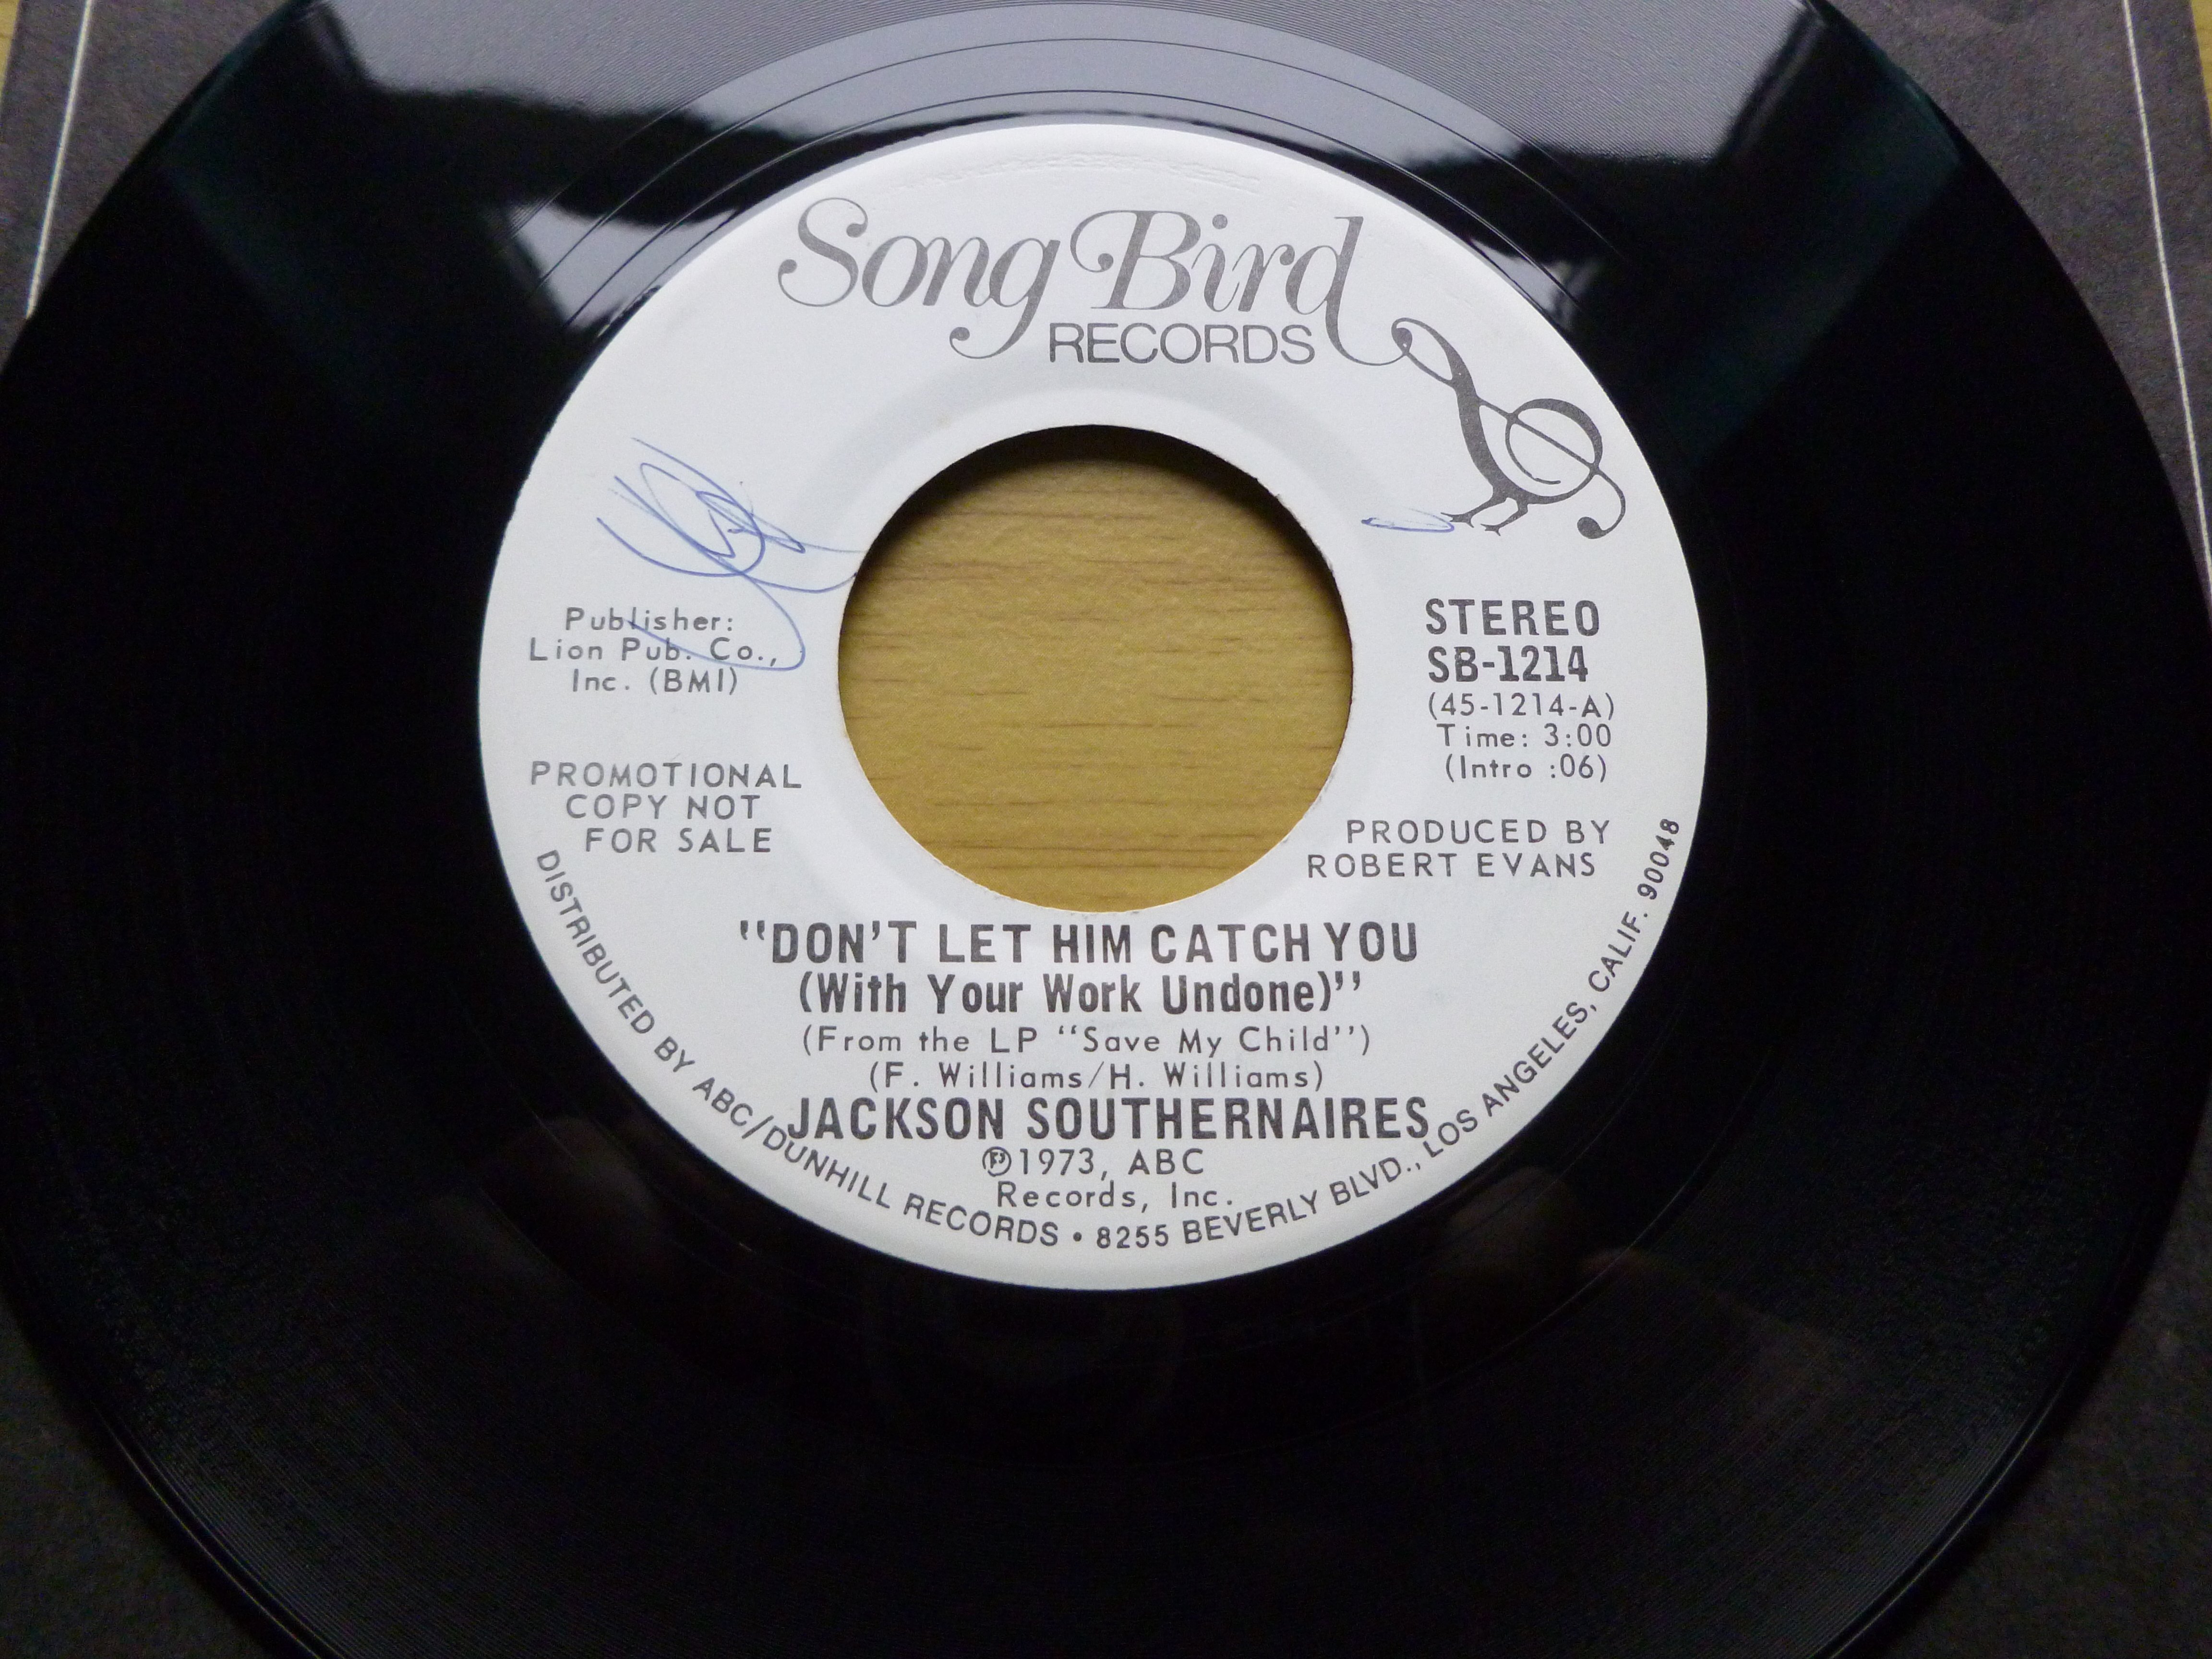 Song Bird
RECORDS
Publisher:
Lion Pub. Co.,
Inc. (BMI)
PROMOTIONAL
COPY NOT
FOR SALE
STEREO
SB-1214
(45-1214-A)
Time: 3:00
(Intro :06)
PRODUCED BY
ROBERT EVANS
"DON'T LET HIM CATCH YOU
(With Your Work Undone)"
(From the LP "Save My Child")
(F. Williams/H. Williams)
JACKSON SOUTHERNAIRES
℗1973, ABC
Records, Inc.
DISTRIBUTED BY ABC/DUNHILL RECORDS • 8255 BEVERLY BLVD., LOS ANGELES, CALIF. 90048